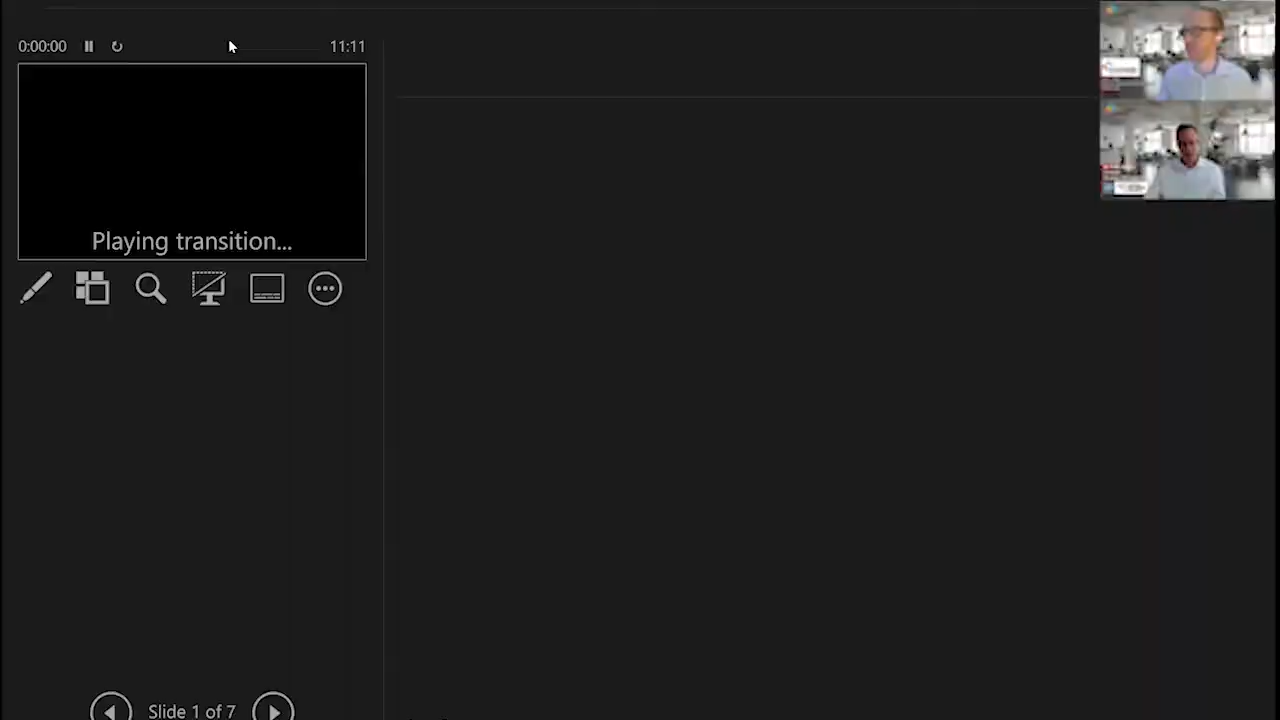 0:00:00
11:11
Playing transition...
Slide 1 of 7